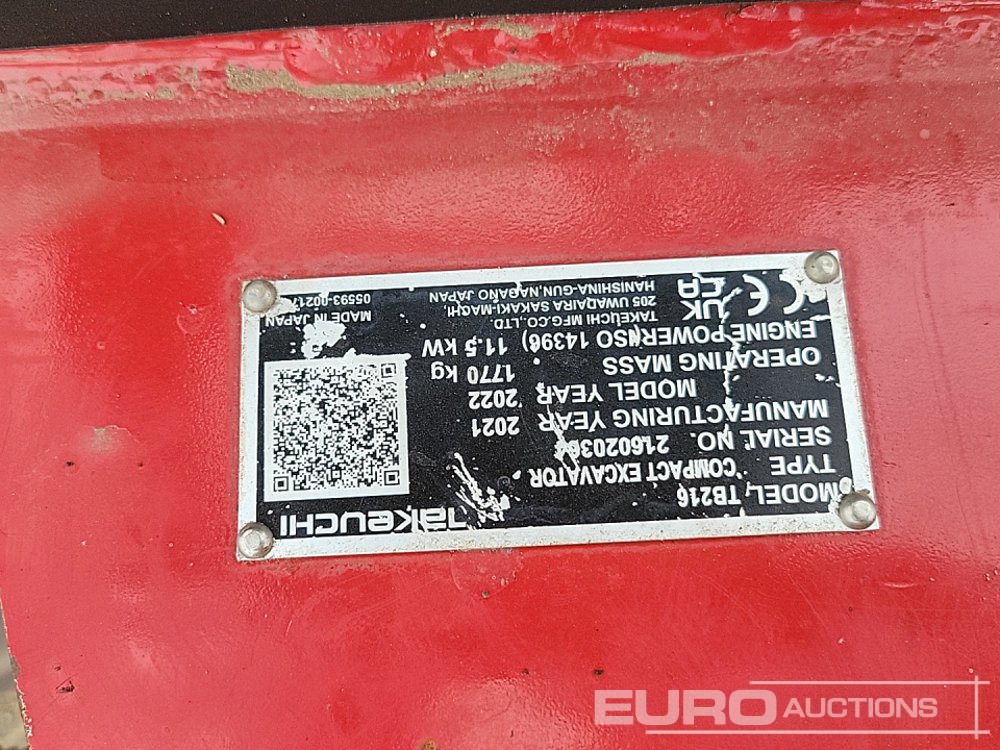 TAKEUCHI
MODEL TB216
TYPE COMPACT EXCAVATOR
SERIAL NO.
MANUFACTURING YEAR 2021
MODEL YEAR 2022
OPERATING MASS 1770 kg
ENGINE POWER(ISO 14396) 11.5 kW
CE UKCA
TAKEUCHI MFG.CO.,LTD.
205 UWADAIRA SAKAKI-MACHI,
HANISHINA-GUN,NAGANO JAPAN
MADE IN JAPAN
EURO AUCTIONS